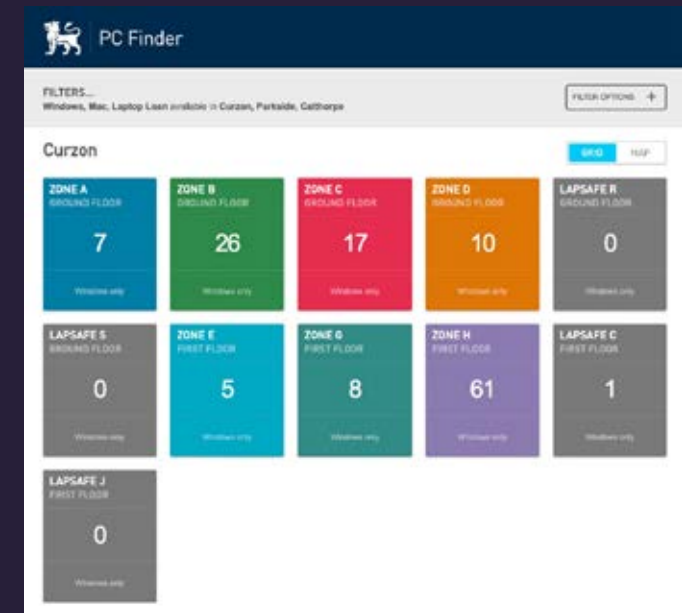 PC Finder
FILTERS...
Windows, Mac, Laptop Loan available in Curzon, Parkside, Calthorpe
FILTER OPTIONS +
Curzon
GRID MAP
ZONE A
GROUND FLOOR
7
Windows only
ZONE B
GROUND FLOOR
26
Windows only
ZONE C
GROUND FLOOR
17
Windows only
ZONE D
GROUND FLOOR
10
Windows only
LAPSAFE R
GROUND FLOOR
0
Windows only
LAPSAFE S
GROUND FLOOR
0
Windows only
ZONE E
FIRST FLOOR
5
Windows only
ZONE G
FIRST FLOOR
8
Windows only
ZONE H
FIRST FLOOR
61
Windows only
LAPSAFE C
FIRST FLOOR
1
Windows only
LAPSAFE J
FIRST FLOOR
0
Windows only